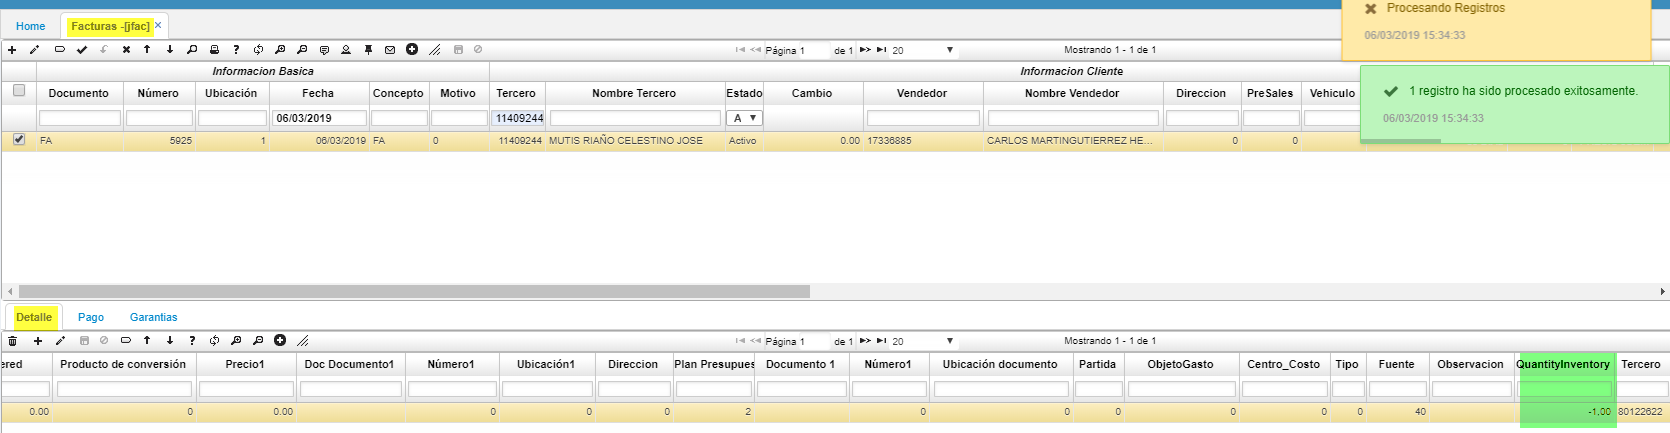 Procesando Registros
06/03/2019 15:34:33
Home Facturas -[jfac] ×
Página 1 de 1 20 Mostrando 1 - 1 de 1
1 registro ha sido procesado exitosamente.
06/03/2019 15:34:33
Informacion Basica Informacion Cliente
Documento Número Ubicación Fecha Concepto Motivo Tercero Nombre Tercero Estado Cambio Vendedor Nombre Vendedor Direccion PreSales Vehiculo
06/03/2019 11409244 A
FA 5925 1 06/03/2019 FA 0 11409244 MUTIS RIAÑO CELESTINO JOSE Activo 0.00 17336885 CARLOS MARTINGUTIERREZ HE... 0 0
Detalle Pago Garantias
Página 1 de 1 20 Mostrando 1 - 1 de 1
ered Producto de conversión Precio1 Doc Documento1 Número1 Ubicación1 Direccion Plan Presupues Documento 1 Número1 Ubicación documento Partida ObjetoGasto Centro_Costo Tipo Fuente Observacion QuantityInventory Tercero
0.00 0 0.00 0 0 0 2 0 0 0 0 0 0 40 -1,00 80122622